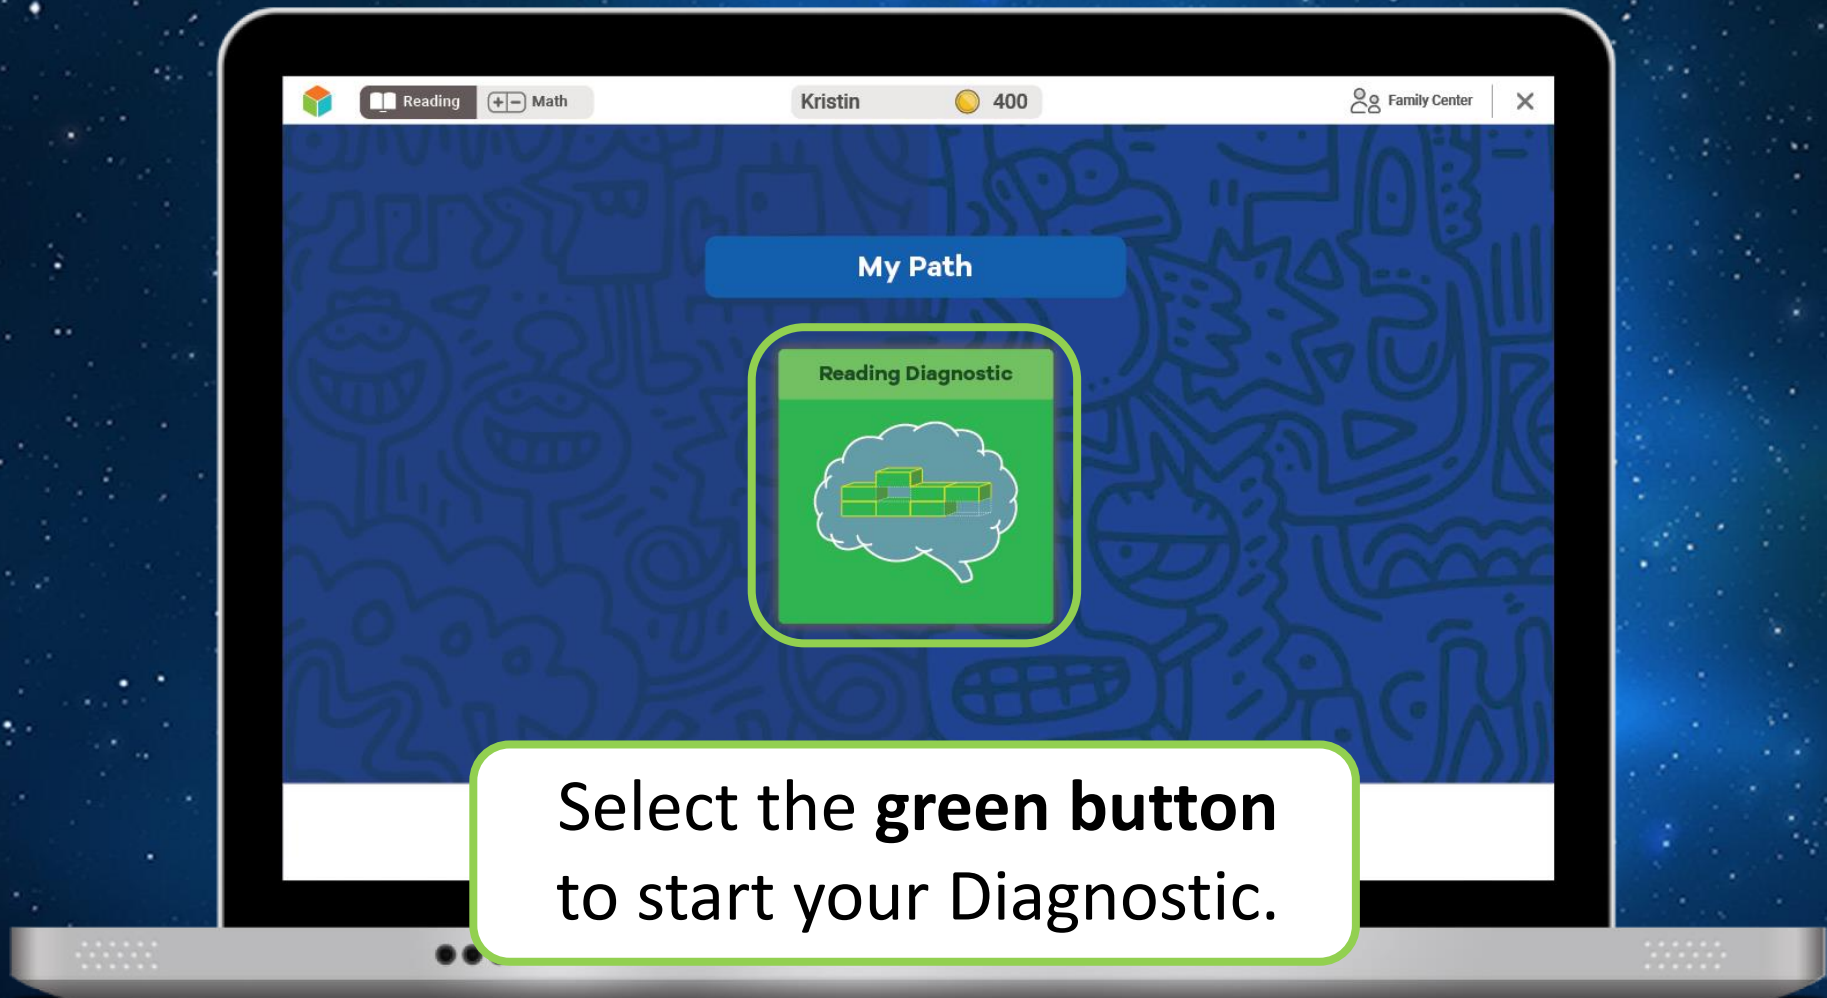 Reading
Math
Kristin
400
Family Center
My Path
Reading Diagnostic
Select the green button
to start your Diagnostic.